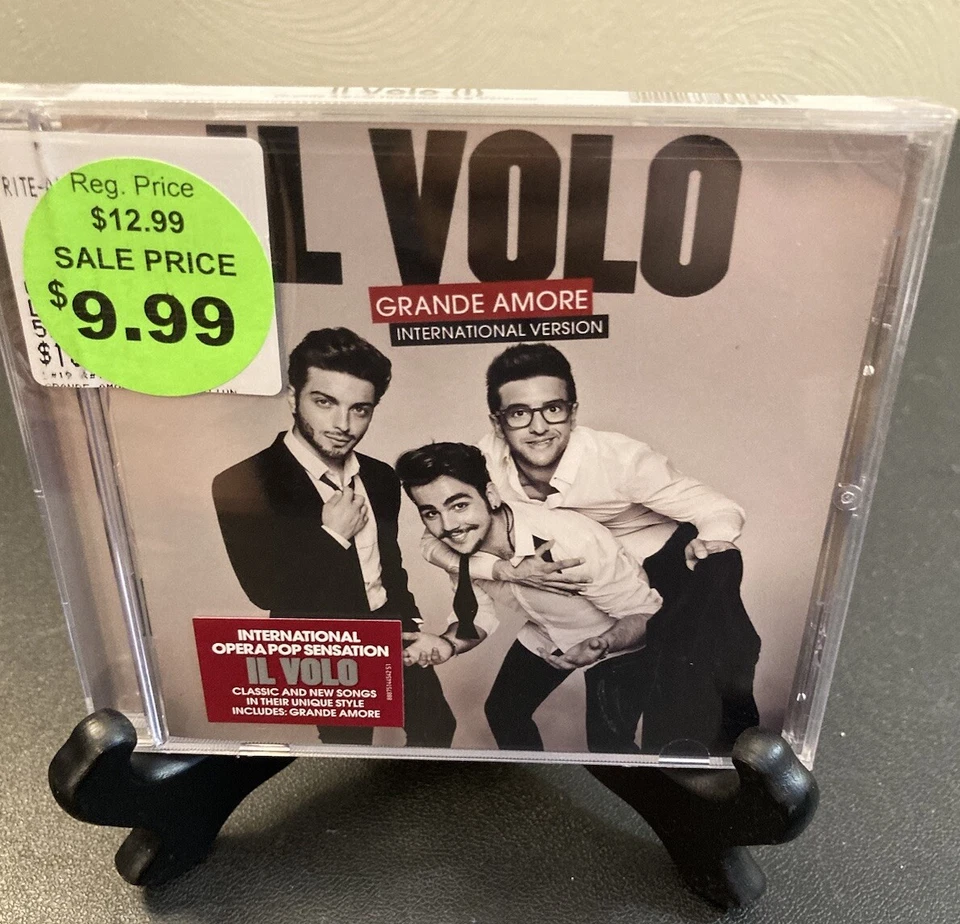 IL VOLO
RITE-A
Reg. Price
$12.99
SALE PRICE
$9.99
GRANDE AMORE
INTERNATIONAL VERSION
INTERNATIONAL
OPERA POP SENSATION
IL VOLO
CLASSIC AND NEW SONGS
IN THEIR UNIQUE STYLE
INCLUDES: GRANDE AMORE